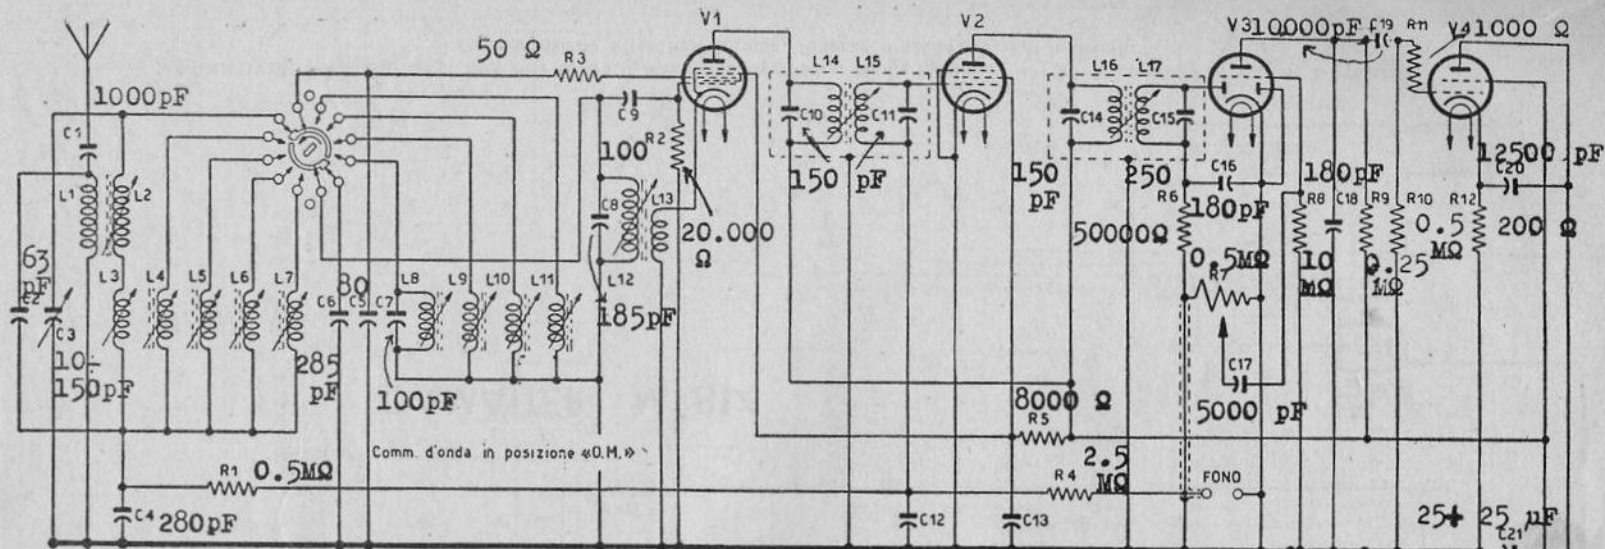 V1
V2
V3
10000pF
C19
R11
V4
1000 Ω
50 Ω
R3
L14
L15
L16
L17
1000pF
C1
C9
C10
C11
C14
C15
100
R2
12500 pF
C20
150 pF
150
pF
250
C16
180pF
L1
L2
C8
L13
R6
180pF
R8
C18
R9
R10
R12
20.000
Ω
50000Ω
0.5
MΩ
200 Ω
63
pF
C2
C3
L3
L4
L5
L6
L7
80
L8
L9
L10
L11
L12
0.5MΩ
R7
10
MΩ
0.25
MΩ
C6
C5
C7
185pF
10-
150pF
285
pF
100pF
C17
8000 Ω
5000 pF
R5
Comm. d'onda in posizione «O.M.»
R1
0.5MΩ
2.5
MΩ
R4
FONO
C4
280pF
C12
C13
25+ 25 µF
C21